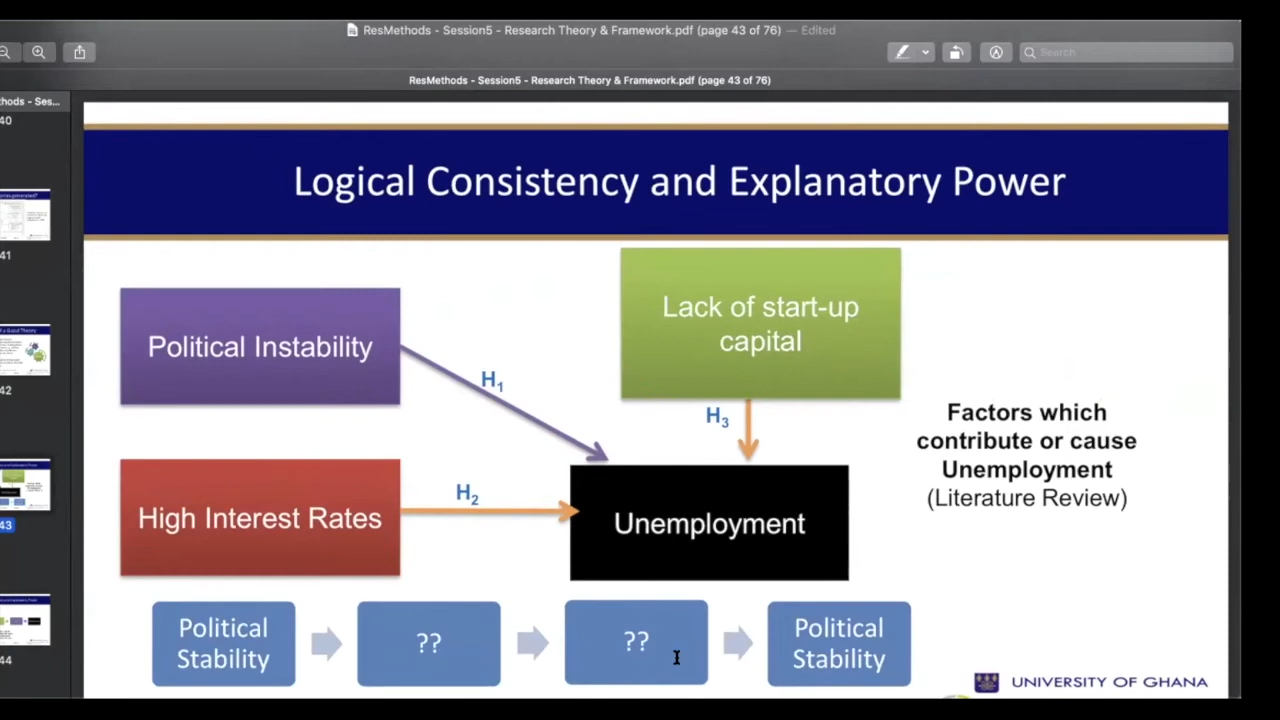 ResMethods - Session5 - Research Theory & Framework.pdf (page 43 of 76) — Edited
Search
ResMethods - Session5 - Research Theory & Framework.pdf (page 43 of 76)
hods - Ses...
40
41
42
43
44
Logical Consistency and Explanatory Power
Political Instability
Lack of start-up
capital
H1
H3
Factors which
contribute or cause
Unemployment
(Literature Review)
High Interest Rates
H2
Unemployment
Political
Stability
??
??
Political
Stability
UNIVERSITY OF GHANA